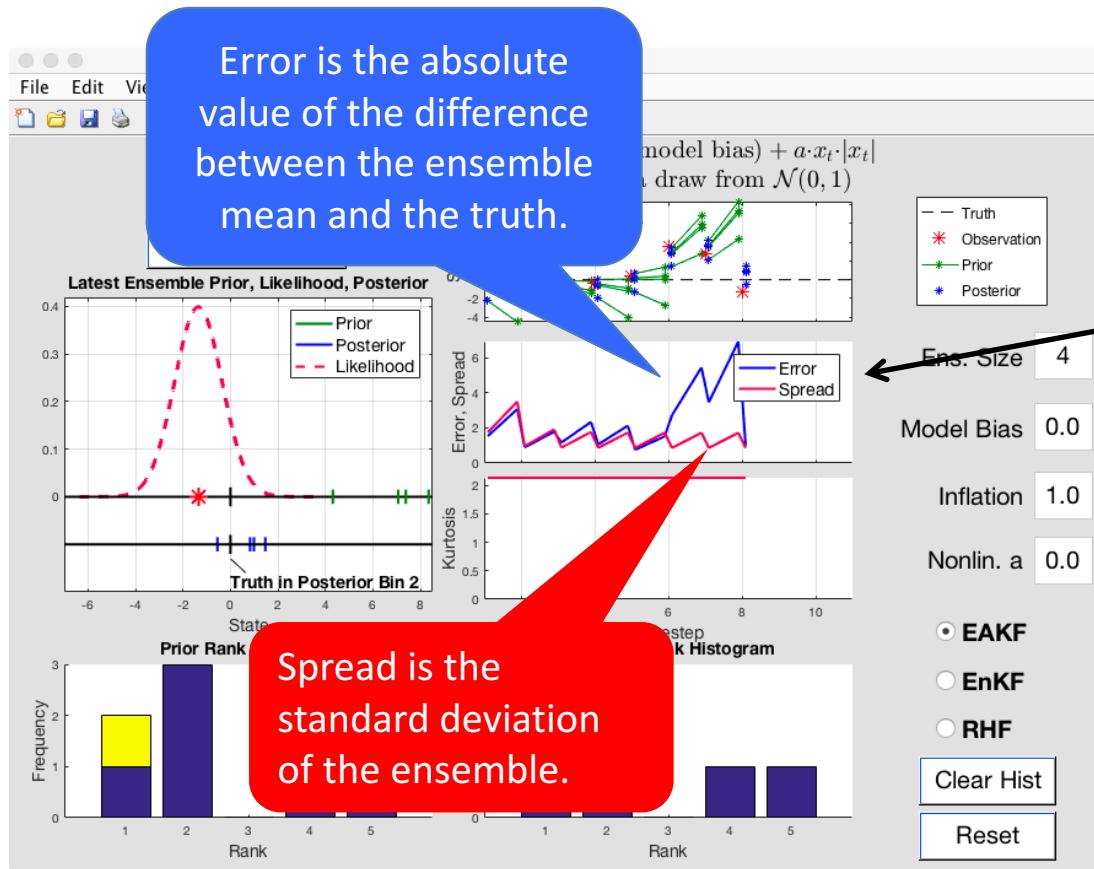 Error is the absolute
value of the difference
between the ensemble
mean and the truth.
File Edit
model bias) + a·x_t·|x_t|
draw from N(0, 1)
Truth
Observation
Prior
Posterior
-2
-4
Latest Ensemble Prior, Likelihood, Posterior
0.4
0.3
0.2
0.1
0
Prior
Posterior
Likelihood
Truth in Posterior Bin 2
-6 -4 -2 0 2 4 6 8
State
Error, Spread
6
4
2
0
Error
Spread
Kurtosis
2
1.5
1
0.5
0
6 8 10
Ens. Size 4
Model Bias 0.0
Inflation 1.0
Nonlin. a 0.0
EAKF
EnKF
RHF
Clear Hist
Reset
Spread is the
standard deviation
of the ensemble.
Prior Rank
Frequency
3
2
1
0
1 2 3 4 5
Rank
Histogram
0
1 2 3 4 5
Rank